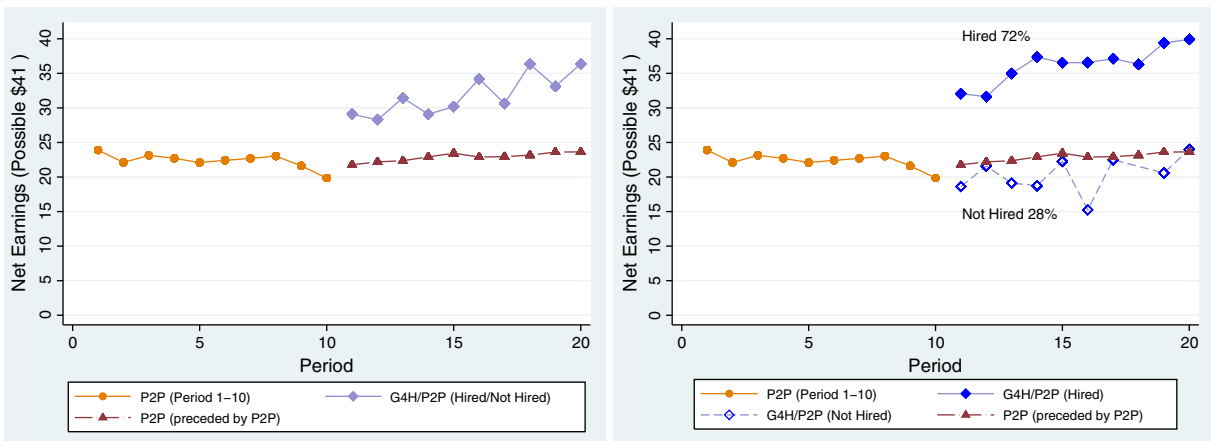 Net Earnings (Possible $41 )
40
35
30
25
20
15
10
5
0
0 5 10 15 20
Period
P2P (Period 1−10) G4H/P2P (Hired/Not Hired)
P2P (preceded by P2P)
Net Earnings (Possible $41 )
40
35
30
25
20
15
10
5
0
Hired 72%
Not Hired 28%
0 5 10 15 20
Period
P2P (Period 1−10) G4H/P2P (Hired)
G4H/P2P (Not Hired) P2P (preceded by P2P)